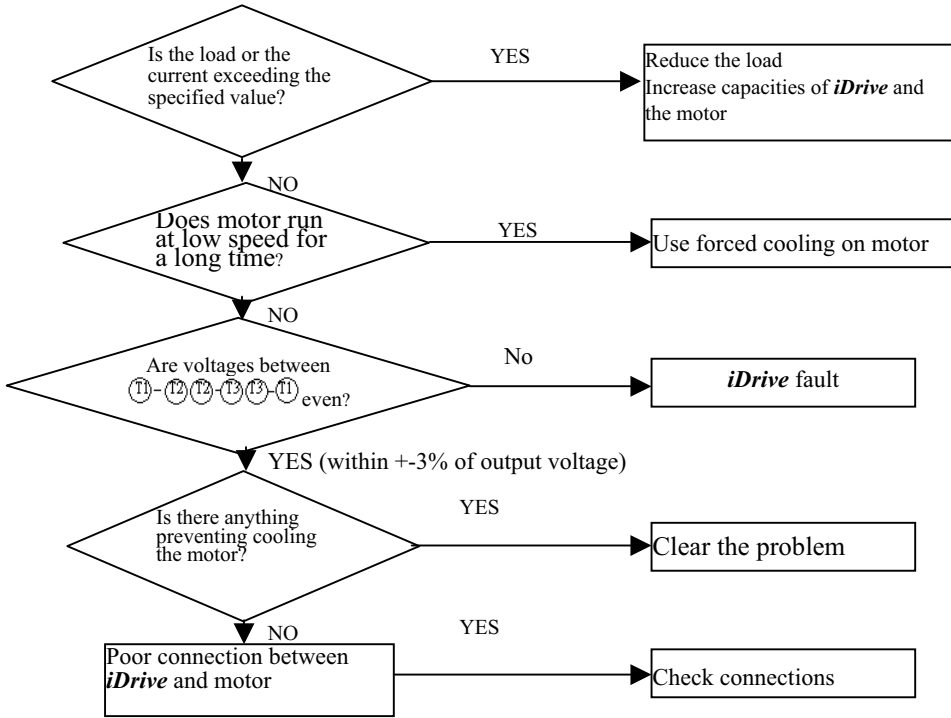 Is the load or the
current exceeding the
specified value?
YES
Reduce the load
Increase capacities of iDrive and
the motor
NO
Does motor run
at low speed for
a long time?
YES
Use forced cooling on motor
NO
Are voltages between
T1-T2 T2-T3 T3-T1 even?
No
iDrive fault
YES (within +-3% of output voltage)
Is there anything
preventing cooling
the motor?
YES
Clear the problem
NO
YES
Poor connection between
iDrive and motor
Check connections